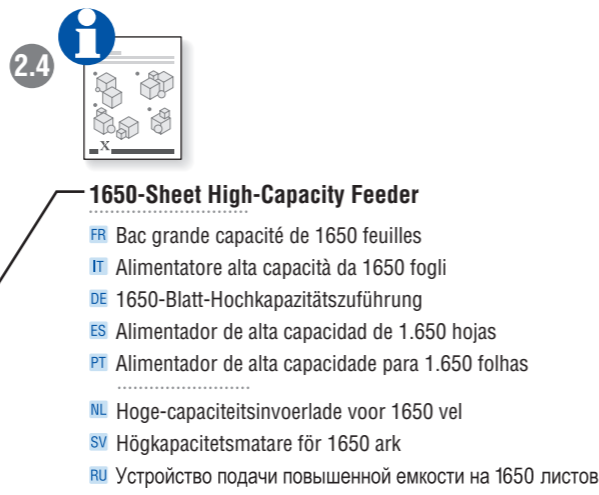 i
2.4
X
1650-Sheet High-Capacity Feeder
FR Bac grande capacité de 1650 feuilles
IT Alimentatore alta capacità da 1650 fogli
DE 1650-Blatt-Hochkapazitätszuführung
ES Alimentador de alta capacidad de 1.650 hojas
PT Alimentador de alta capacidade para 1.650 folhas
NL Hoge-capaciteitsinvoerlade voor 1650 vel
SV Högkapacitetsmatare för 1650 ark
RU Устройство подачи повышенной емкости на 1650 листов